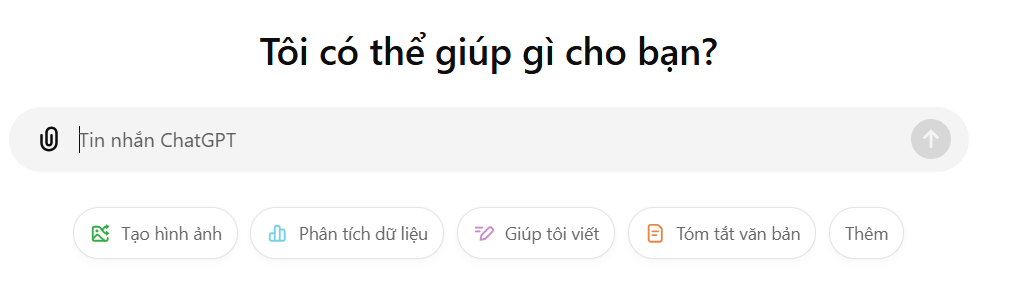 Tôi có thể giúp gì cho bạn?
Tin nhắn ChatGPT
Tạo hình ảnh Phân tích dữ liệu Giúp tôi viết Tóm tắt văn bản Thêm